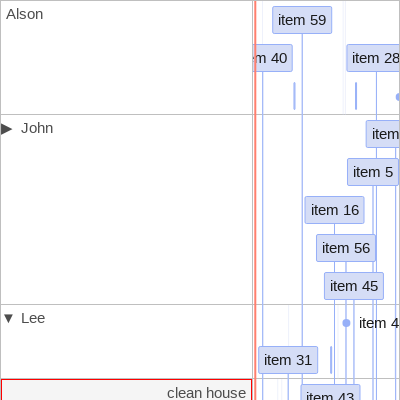 Alson
item 59
m 40
item 28
▶ John
item
item 5
item 16
item 56
item 45
▼ Lee
item 4
item 31
clean house
item 43